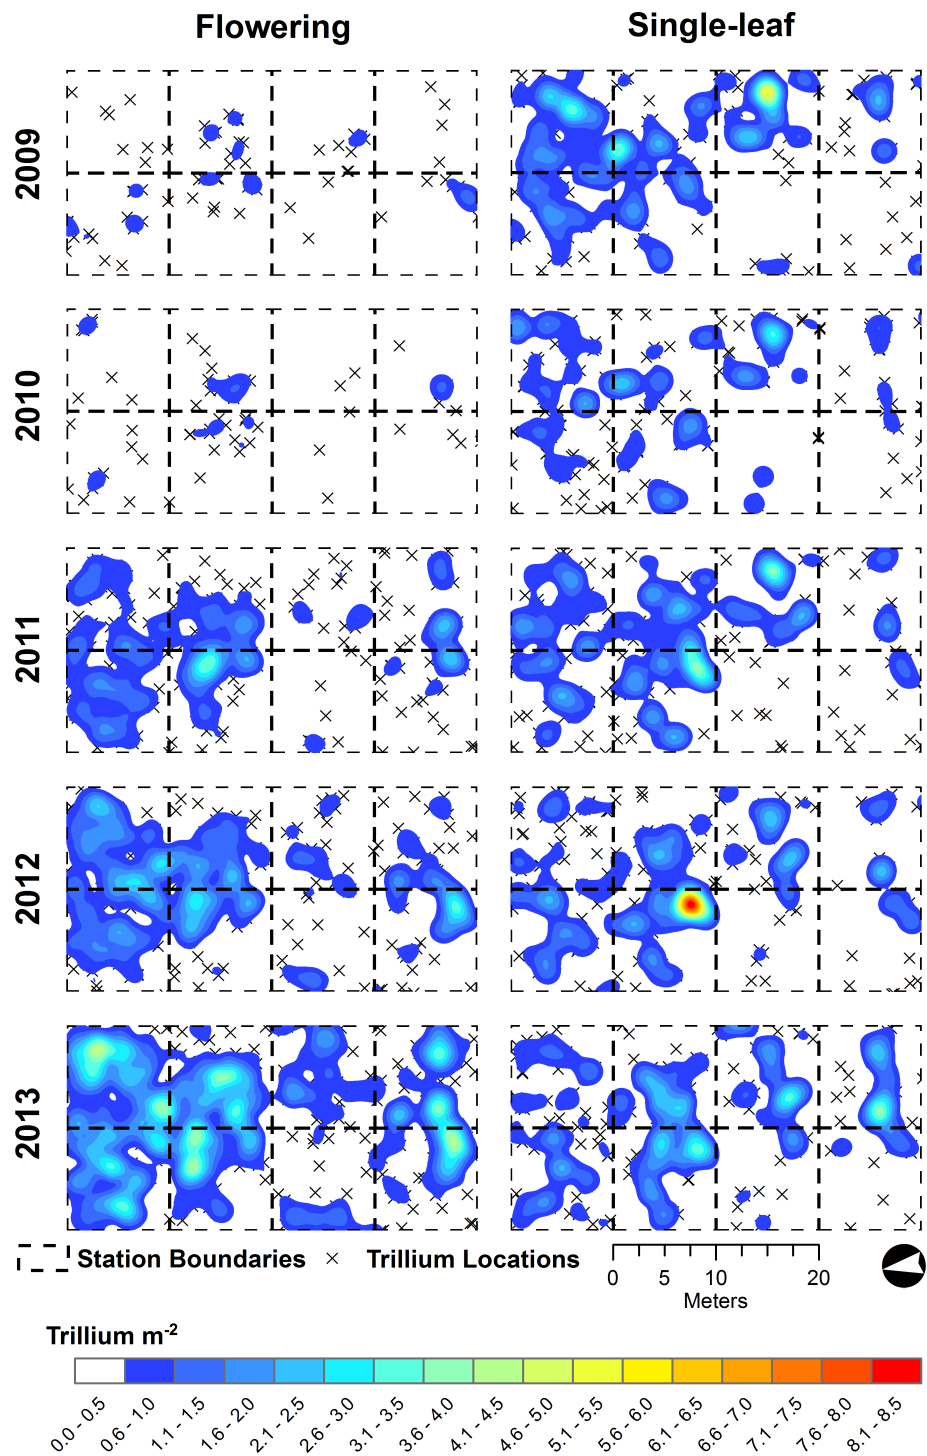 Flowering Single-leaf
2009
2010
2011
2012
2013
Station Boundaries × Trillium Locations
0 5 10 20
Meters
Trillium m-2
0.0 - 0.5 0.6 - 1.0 1.1 - 1.5 1.6 - 2.0 2.1 - 2.5 2.6 - 3.0 3.1 - 3.5 3.6 - 4.0 4.1 - 4.5 4.6 - 5.0 5.1 - 5.5 5.6 - 6.0 6.1 - 6.5 6.6 - 7.0 7.1 - 7.5 7.6 - 8.0 8.1 - 8.5